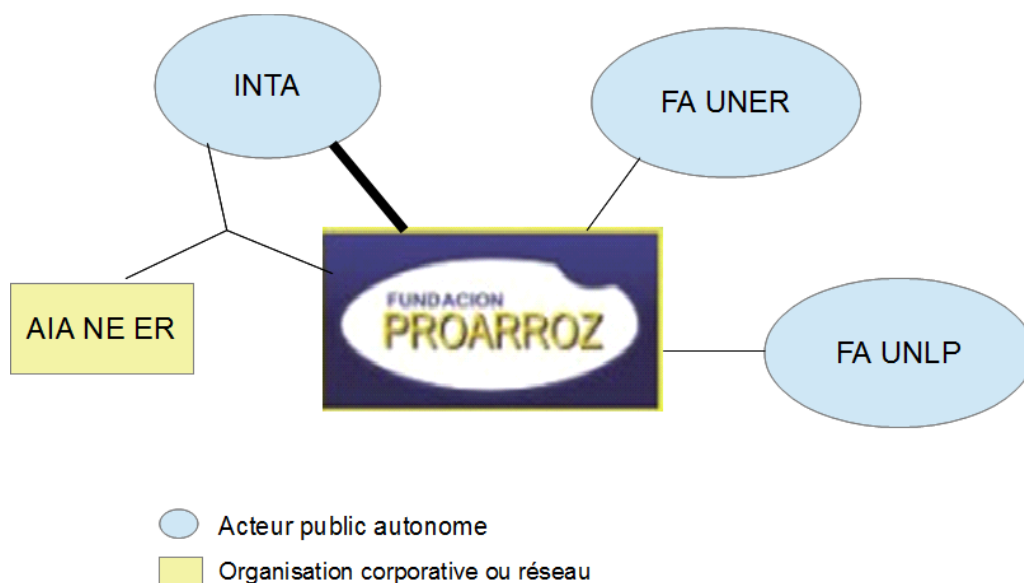 INTA
FA UNER
FUNDACION
PROARROZ
AIA NE ER
FA UNLP
Acteur public autonome
Organisation corporative ou réseau